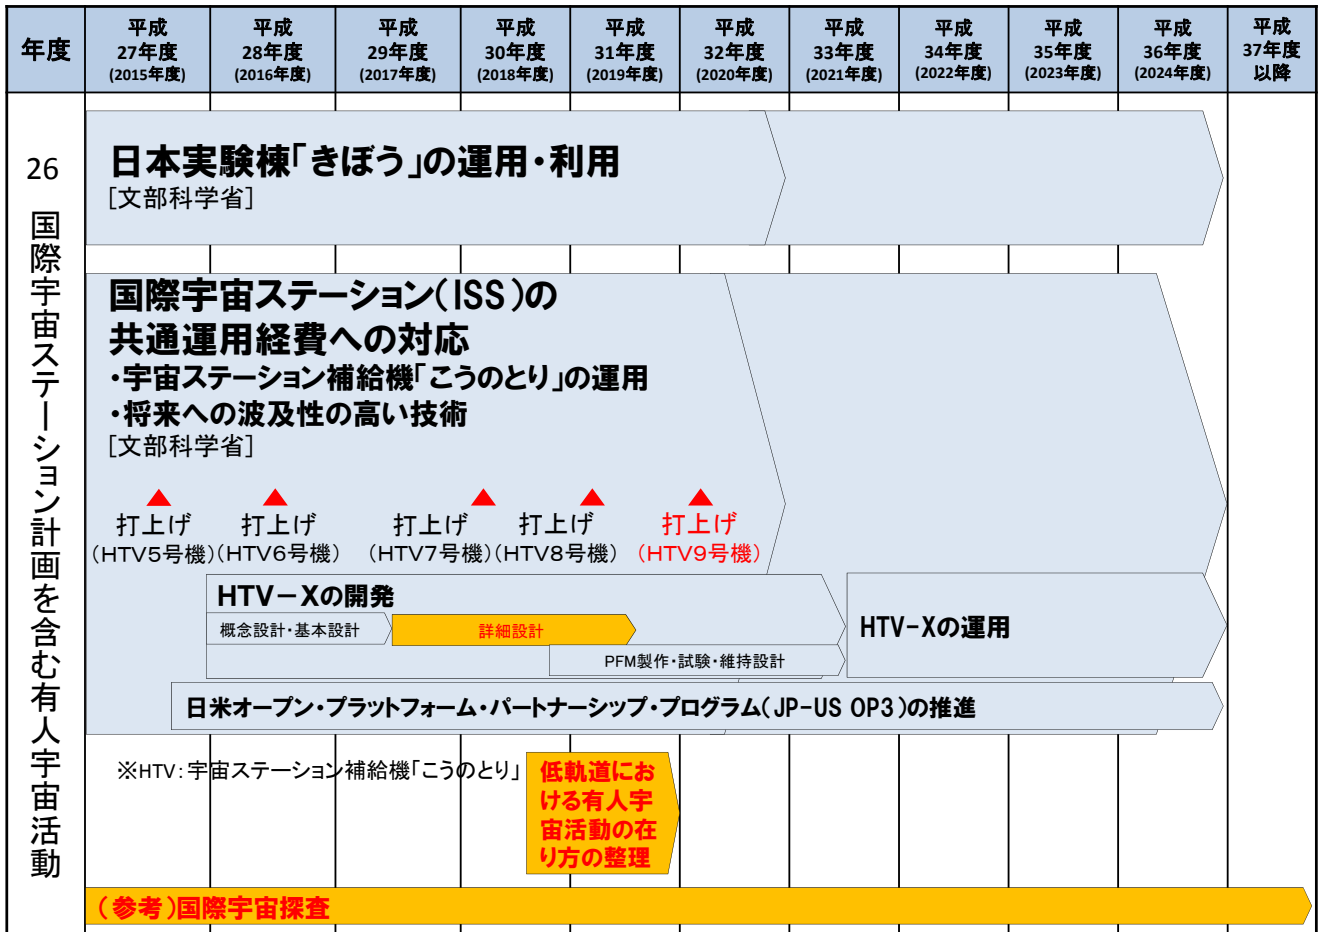 年度
平成
27年度
(2015年度)
平成
28年度
(2016年度)
平成
29年度
(2017年度)
平成
30年度
(2018年度)
平成
31年度
(2019年度)
平成
32年度
(2020年度)
平成
33年度
(2021年度)
平成
34年度
(2022年度)
平成
35年度
(2023年度)
平成
36年度
(2024年度)
平成
37年度
以降
26
国際宇宙ステーション計画を含む有人宇宙活動
日本実験棟「きぼう」の運用・利用
[文部科学省]
国際宇宙ステーション(ISS)の
共通運用経費への対応
・宇宙ステーション補給機「こうのとり」の運用
・将来への波及性の高い技術
[文部科学省]
打上げ
(HTV5号機)
打上げ
(HTV6号機)
打上げ
(HTV7号機)
打上げ
(HTV8号機)
打上げ
(HTV9号機)
HTV-Xの開発
概念設計・基本設計
詳細設計
PFM製作・試験・維持設計
HTV-Xの運用
日米オープン・プラットフォーム・パートナーシップ・プログラム(JP-US OP3)の推進
※HTV:宇宙ステーション補給機「こうのとり」
低軌道にお
ける有人宇
宙活動の在
り方の整理
(参考)国際宇宙探査